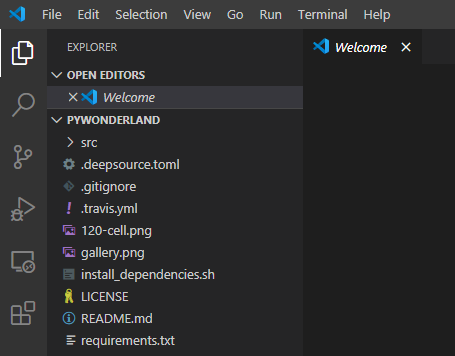 File Edit Selection View Go Run Terminal Help
EXPLORER
Welcome
OPEN EDITORS
Welcome
PYWONDERLAND
src
.deepsource.toml
.gitignore
.travis.yml
120-cell.png
gallery.png
install_dependencies.sh
LICENSE
README.md
requirements.txt